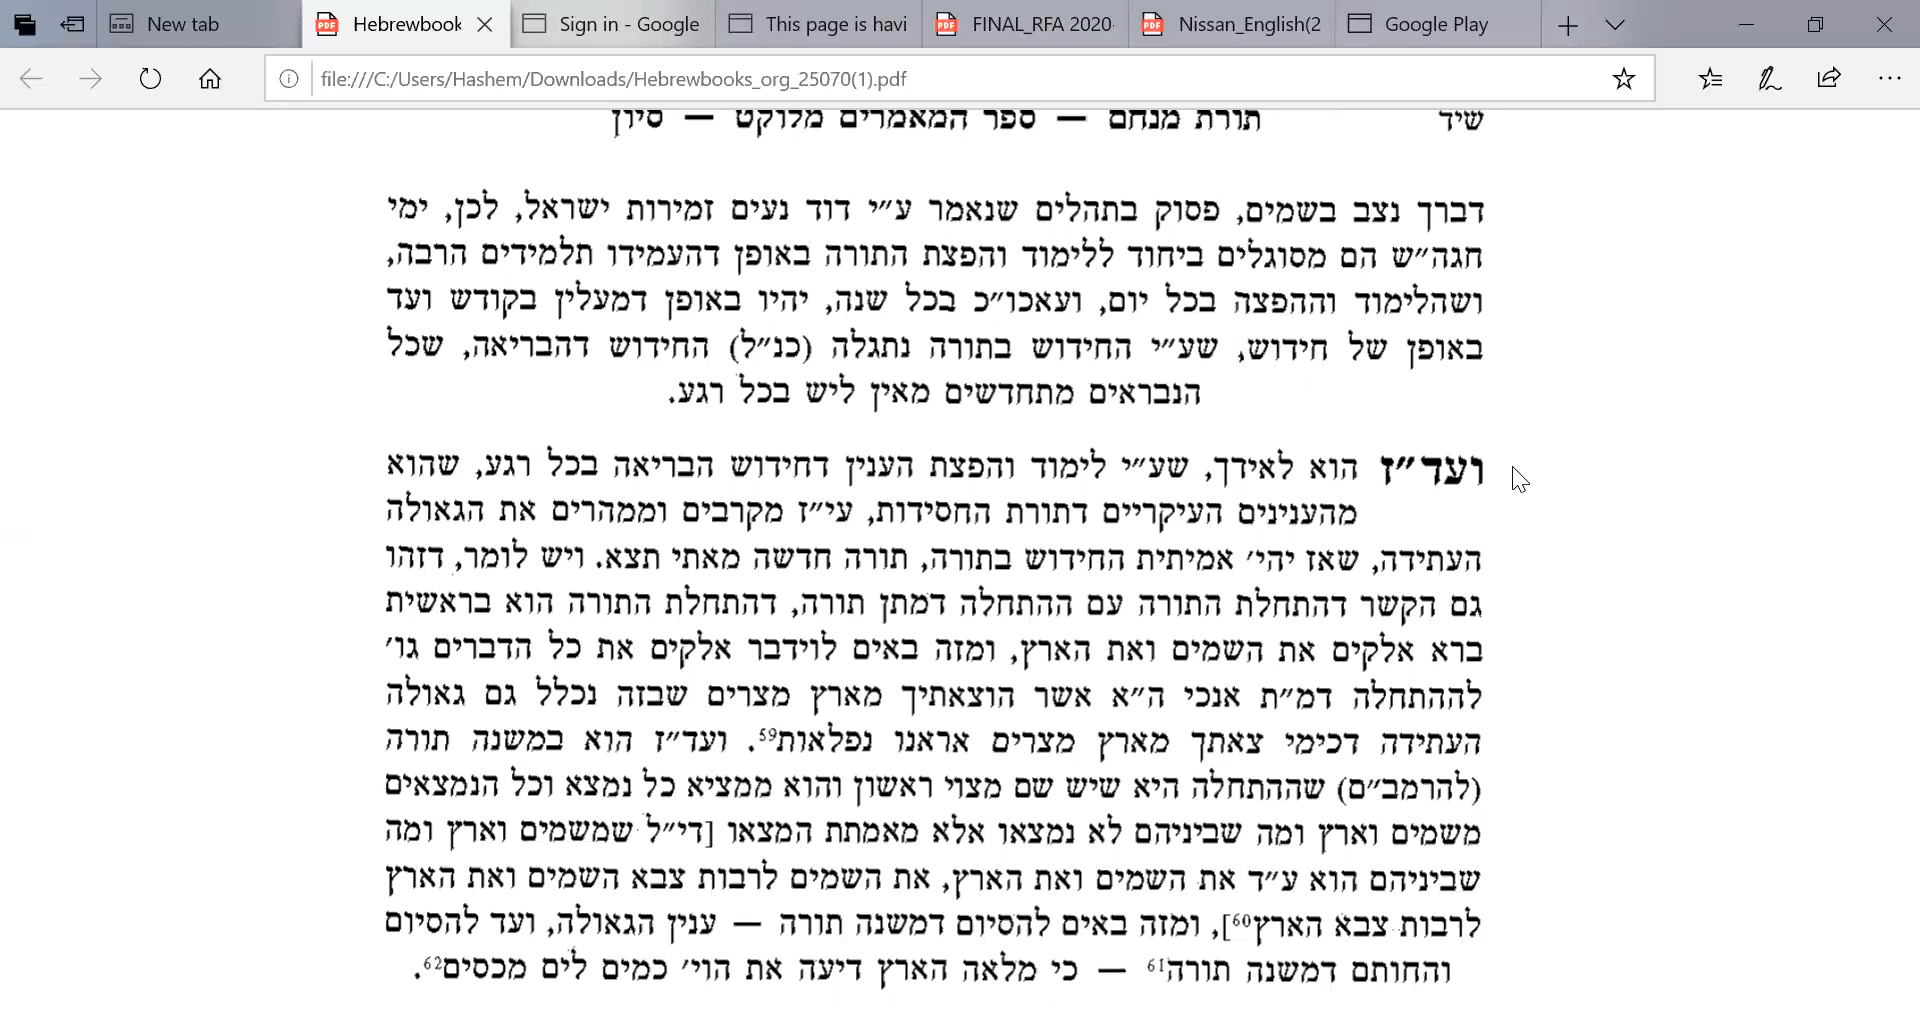 New tab
Hebrewbook
Sign in - Google
This page is havi
FINAL_RFA 2020-
Nissan_English(2
Google Play
file:///C:/Users/Hashem/Downloads/Hebrewbooks_org_25070(1).pdf
שיד תורת מנחם — ספר המאמרים מלוקט — סיון
דברך נצב בשמים, פסוק בתהלים שנאמר ע״י דוד נעים זמירות ישראל, לכן, ימי
חגה״ש הם מסוגלים ביחוד ללימוד והפצת התורה באופן דהעמידו תלמידים הרבה,
ושהלימוד וההפצה בכל יום, ועאכו״כ בכל שנה, יהיו באופן דמעלין בקודש ועד
באופן של חידוש, שע״י החידוש בתורה נתגלה (כנ״ל) החידוש דהבריאה, שכל
הנבראים מתחדשים מאין ליש בכל רגע.
ועד״ז הוא לאידך, שע״י לימוד והפצת הענין דחידוש הבריאה בכל רגע, שהוא
מהענינים העיקריים דתורת החסידות, עי״ז מקרבים וממהרים את הגאולה
העתידה, שאז יהי׳ אמיתית החידוש בתורה, תורה חדשה מאתי תצא. ויש לומר, דזהו
גם הקשר דהתחלת התורה עם ההתחלה דמתן תורה, דהתחלת התורה הוא בראשית
ברא אלקים את השמים ואת הארץ, ומזה באים לוידבר אלקים את כל הדברים גו׳
לההתחלה דמ״ת אנכי ה״א אשר הוצאתיך מארץ מצרים שבזה נכלל גם גאולה
העתידה דכימי צאתך מארץ מצרים אראנו נפלאות⁵⁹. ועד״ז הוא במשנה תורה
(להרמב״ם) שההתחלה היא שיש שם מצוי ראשון והוא ממציא כל נמצא וכל הנמצאים
משמים וארץ ומה שביניהם לא נמצאו אלא מאמתת המצאו [די״ל שמשמים וארץ ומה
שביניהם הוא ע״ד את השמים ואת הארץ, את השמים לרבות צבא השמים ואת הארץ
לרבות צבא הארץ⁶⁰], ומזה באים להסיום דמשנה תורה — ענין הגאולה, ועד להסיום
והחותם דמשנה תורה⁶¹ — כי מלאה הארץ דיעה את הוי׳ כמים לים מכסים⁶².